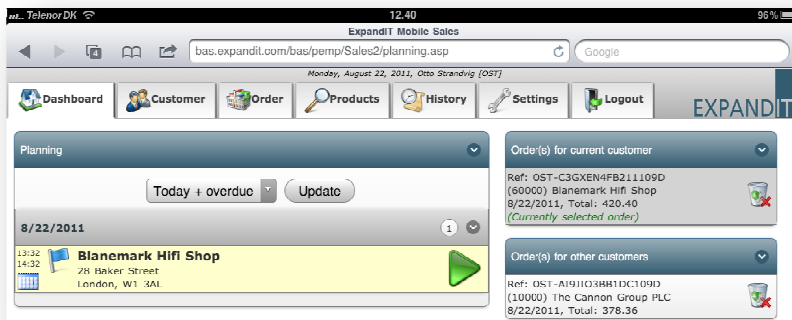 TelenorDK 12.40 96%
ExpandIT Mobile Sales
4 bas.expandit.com/bas/pemp/Sales2/planning.asp Google
Monday, August 22, 2011, Otto Strandvig [OST]
Dashboard Customer Order Products History Settings Logout EXPANDIT
Planning
Today + overdue Update
8/22/2011 1
13:32
14:32
Blanemark Hifi Shop
28 Baker Street
London, W1 3AL
Order(s) for current customer
Ref: OST-C3GXEN4FB211109D
(60000) Blanemark Hifi Shop
8/22/2011, Total: 420.40
(Currently selected order)
Order(s) for other customers
Ref: OST-AI9JIO3BB1DC109D
(10000) The Cannon Group PLC
8/22/2011, Total: 378.36